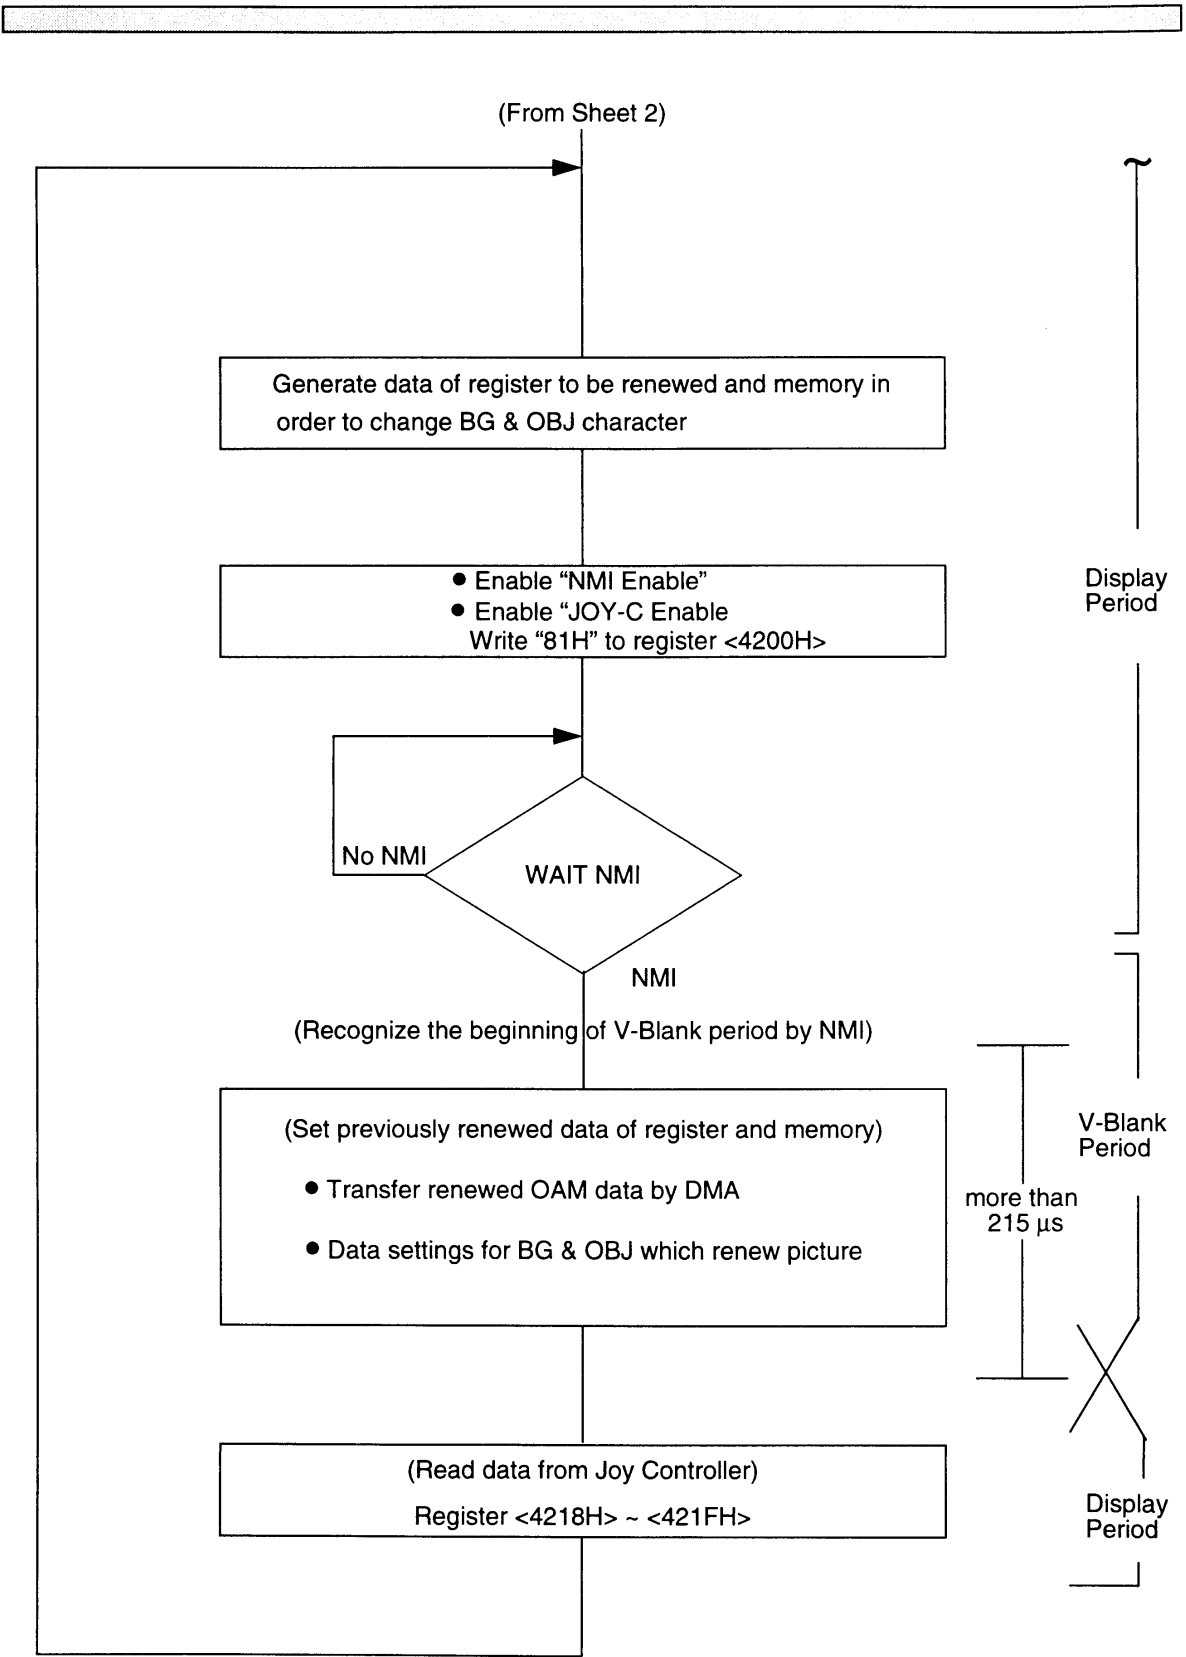 (From Sheet 2)
Generate data of register to be renewed and memory in
order to change BG & OBJ character
● Enable “NMI Enable”
● Enable “JOY-C Enable
Write “81H” to register <4200H>
Display
Period
No NMI
WAIT NMI
NMI
(Recognize the beginning of V-Blank period by NMI)
(Set previously renewed data of register and memory)
● Transfer renewed OAM data by DMA
● Data settings for BG & OBJ which renew picture
V-Blank
Period
more than
215 µs
(Read data from Joy Controller)
Register <4218H> ~ <421FH>
Display
Period